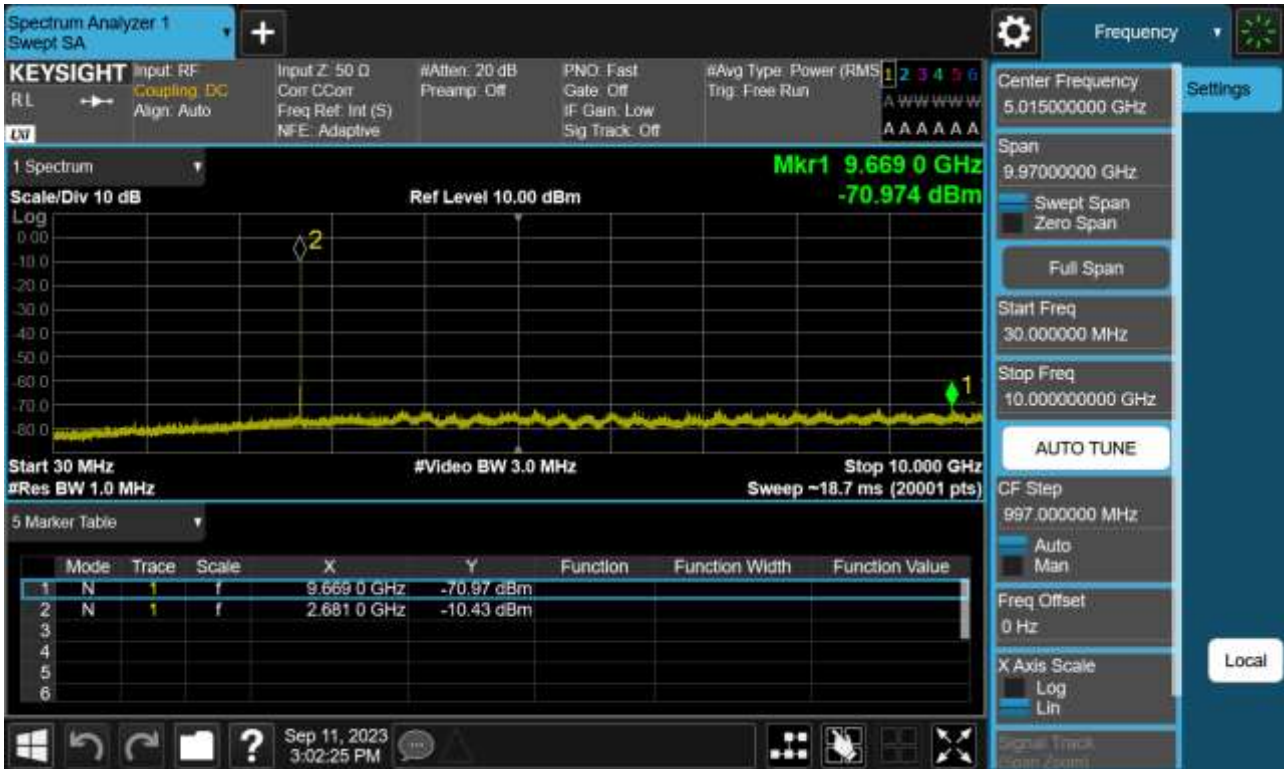 Spectrum Analyzer 1
Swept SA
+
Frequency
KEYSIGHT
RL
LXI
Input: RF
Coupling: DC
Align: Auto
Input Z: 50 Ω
Corr CCorr
Freq Ref: Int (S)
NFE: Adaptive
#Atten: 20 dB
Preamp: Off
PNO: Fast
Gate: Off
IF Gain: Low
Sig Track: Off
#Avg Type: Power (RMS
Trig: Free Run
1 2 3 4 5 6
A W W W W W
A A A A A A
1 Spectrum
Mkr1 9.669 0 GHz
-70.974 dBm
Scale/Div 10 dB
Ref Level 10.00 dBm
Log
0.00
-10.0
-20.0
-30.0
-40.0
-50.0
-60.0
-70.0
-80.0
2
1
Start 30 MHz
#Video BW 3.0 MHz
Stop 10.000 GHz
#Res BW 1.0 MHz
Sweep ~18.7 ms (20001 pts)
5 Marker Table
Mode Trace Scale X Y Function Function Width Function Value
1 N 1 f 9.669 0 GHz -70.97 dBm
2 N 1 f 2.681 0 GHz -10.43 dBm
3
4
5
6
?
Sep 11, 2023
3:02:25 PM
Center Frequency
5.015000000 GHz
Span
9.97000000 GHz
Swept Span
Zero Span
Full Span
Start Freq
30.000000 MHz
Stop Freq
10.000000000 GHz
AUTO TUNE
CF Step
997.000000 MHz
Auto
Man
Freq Offset
0 Hz
X Axis Scale
Log
Lin
Signal Track
(Span Zoom)
Settings
Local